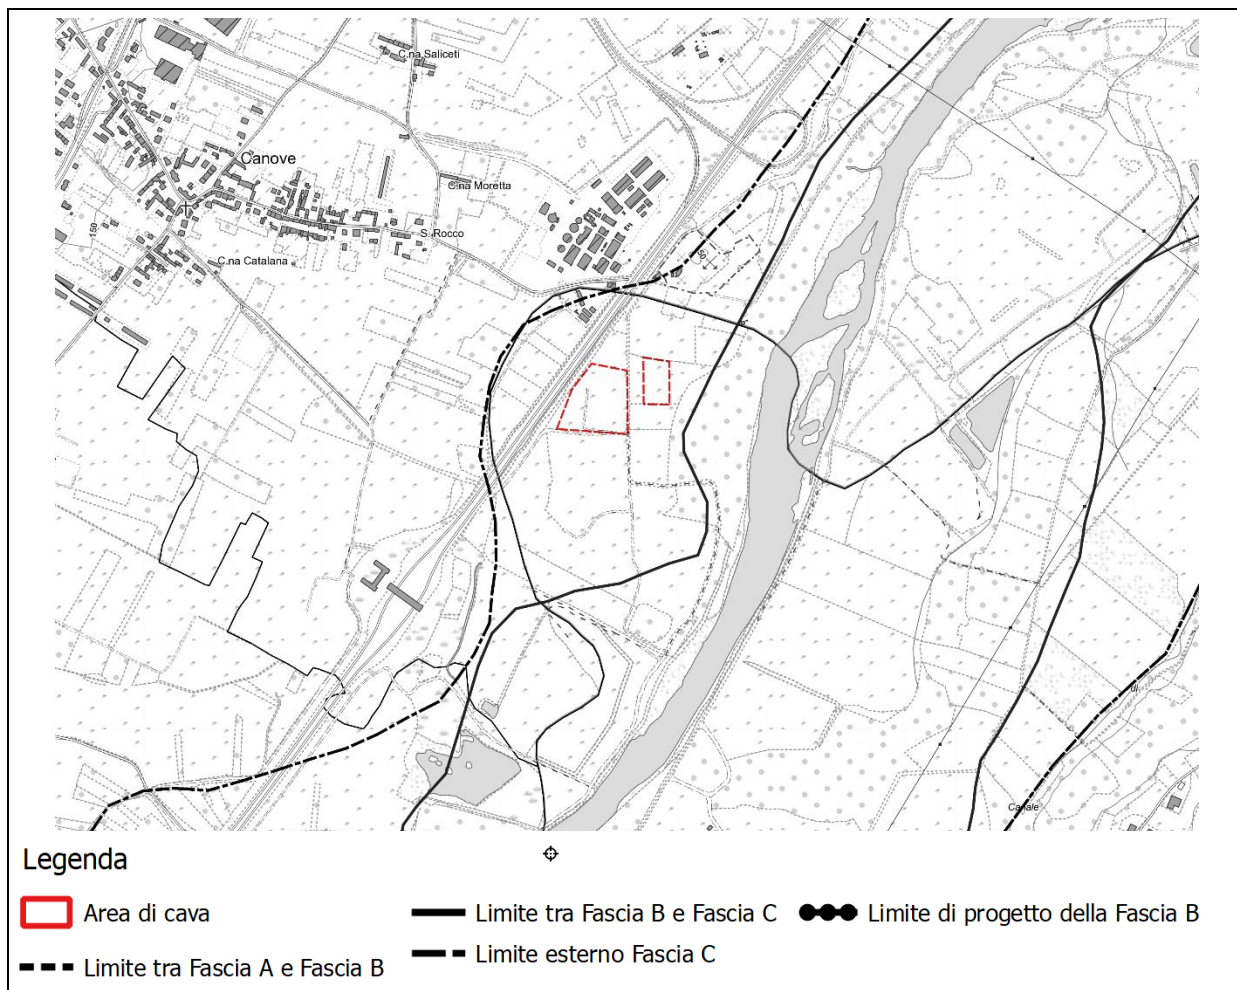 C.na Saliceti
Canove
C.na Moretta
S. Rocco
C.na Catalana
150
di
Canale
Legenda
Area di cava
Limite tra Fascia B e Fascia C
Limite di progetto della Fascia B
Limite tra Fascia A e Fascia B
Limite esterno Fascia C